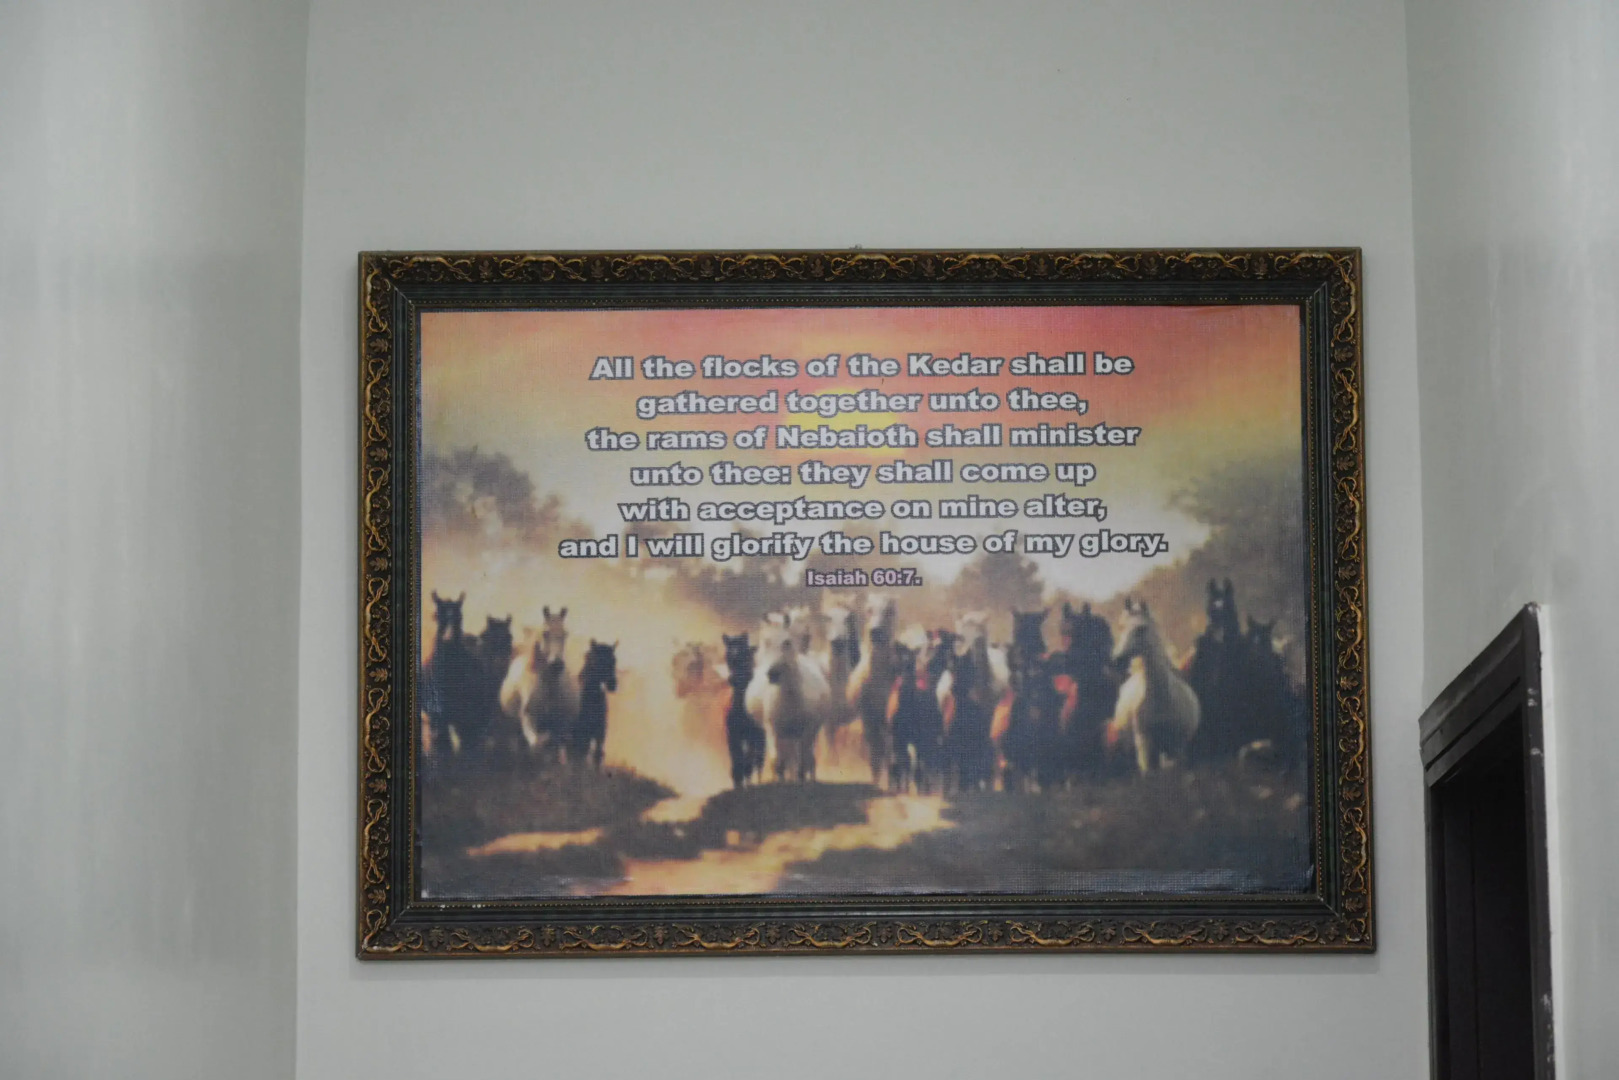 All the flocks of the Kedar shall be
gathered together unto thee,
the rams of Nebaioth shall minister
unto thee: they shall come up
with acceptance on mine alter,
and I will glorify the house of my glory.
Isaiah 60:7.